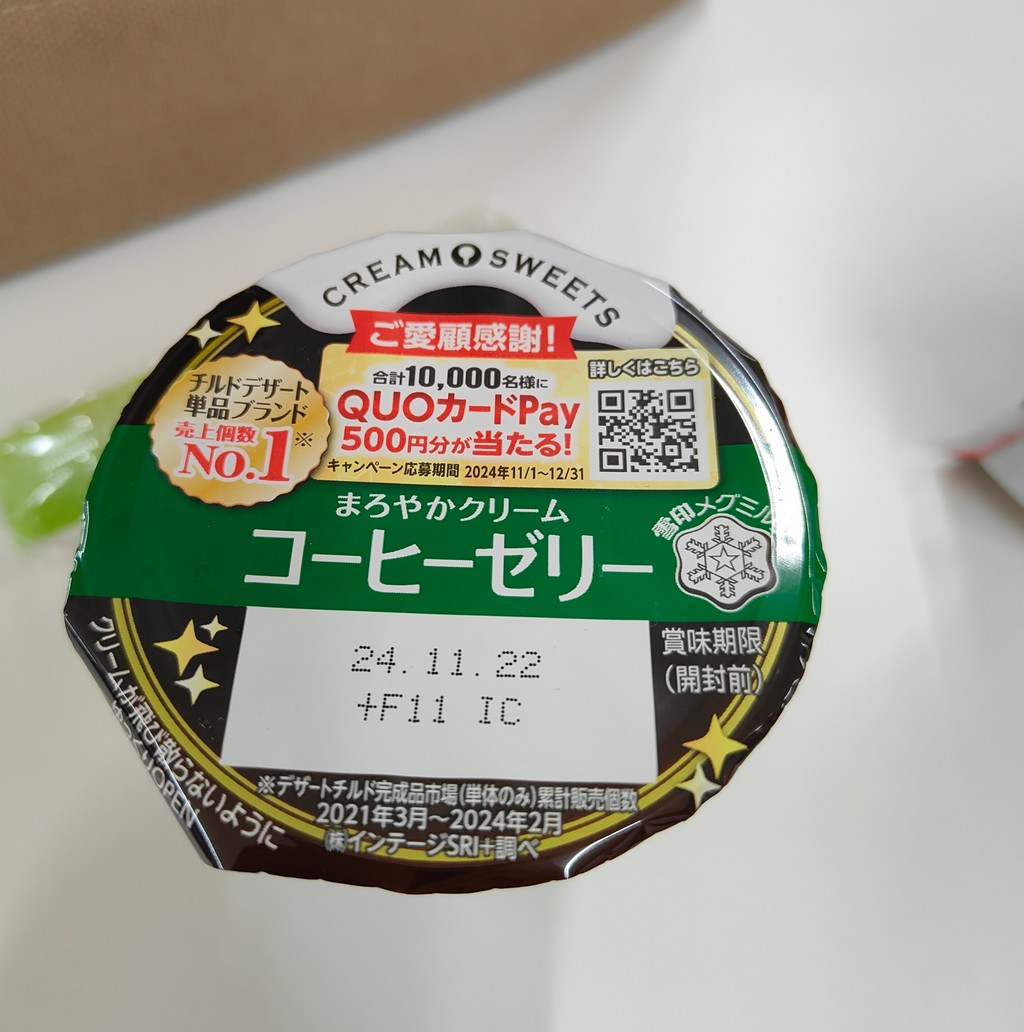 CREAM SWEETS
ご愛顧感謝!
チルドデザート
単品ブランド
売上個数
No.1※
合計10,000名様に
QUOカードPay
500円分が当たる!
キャンペーン応募期間 2024年11/1~12/31
詳しくはこちら
まろやかクリーム
コーヒーゼリー
雪印メグミル
24.11.22
+F11 IC
賞味期限
(開封前)
クリームが飛び散らないように
OPEN
※デザートチルド完成品市場(単体のみ)累計販売個数
2021年3月~2024年2月
㈱インテージSRI+調べ